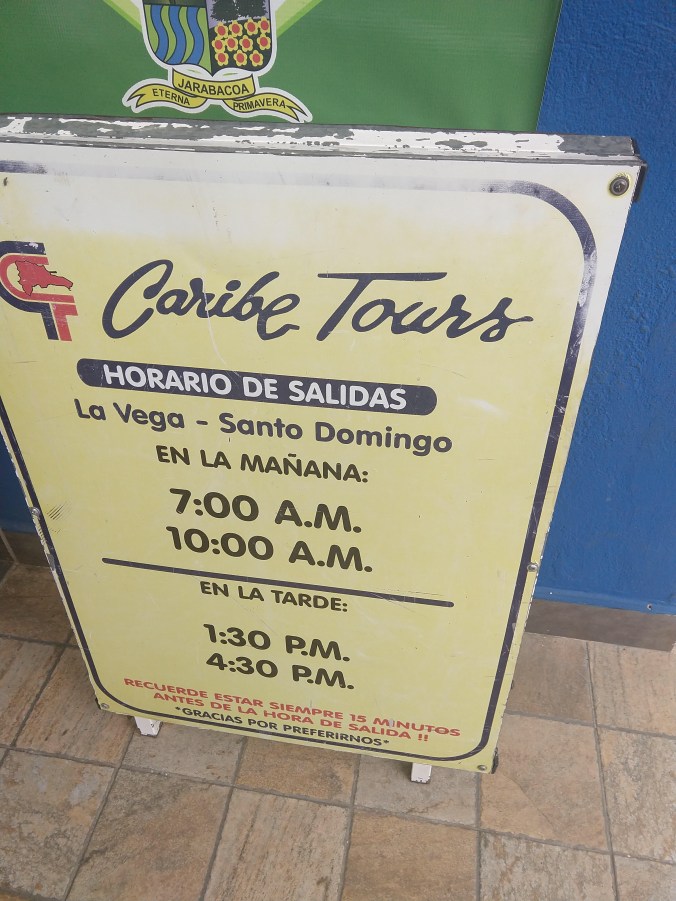 JARABACOA
ETERNA PRIMAVERA
CT
Caribe Tours
HORARIO DE SALIDAS
La Vega - Santo Domingo
EN LA MAÑANA:
7:00 A.M.
10:00 A.M.
EN LA TARDE:
1:30 P.M.
4:30 P.M.
RECUERDE ESTAR SIEMPRE 15 MINUTOS
ANTES DE LA HORA DE SALIDA !!
*GRACIAS POR PREFERIRNOS*